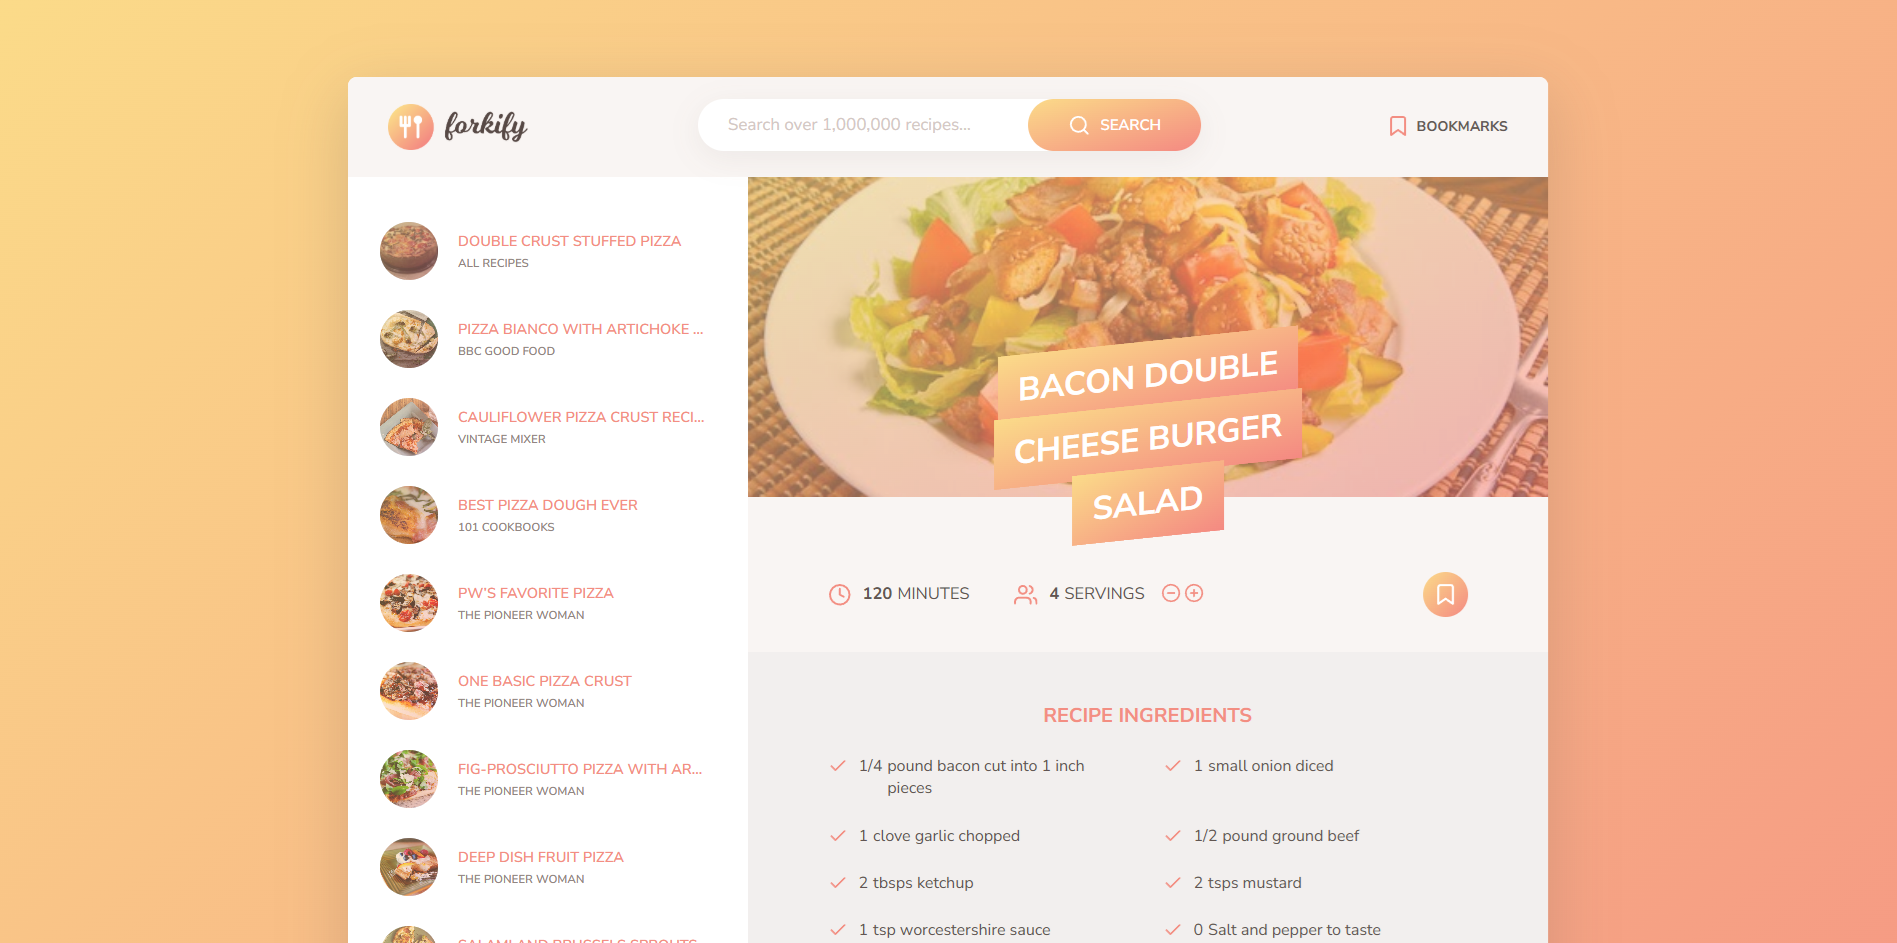 forkify
Search over 1,000,000 recipes...
SEARCH
BOOKMARKS
DOUBLE CRUST STUFFED PIZZA
ALL RECIPES
PIZZA BIANCO WITH ARTICHOKE ...
BBC GOOD FOOD
CAULIFLOWER PIZZA CRUST RECI...
VINTAGE MIXER
BEST PIZZA DOUGH EVER
101 COOKBOOKS
PW'S FAVORITE PIZZA
THE PIONEER WOMAN
ONE BASIC PIZZA CRUST
THE PIONEER WOMAN
FIG-PROSCIUTTO PIZZA WITH AR...
THE PIONEER WOMAN
DEEP DISH FRUIT PIZZA
THE PIONEER WOMAN
BACON DOUBLE
CHEESE BURGER
SALAD
120 MINUTES
4 SERVINGS
RECIPE INGREDIENTS
1/4 pound bacon cut into 1 inch
pieces
1 small onion diced
1 clove garlic chopped
1/2 pound ground beef
2 tbsps ketchup
2 tsps mustard
1 tsp worcestershire sauce
0 Salt and pepper to taste